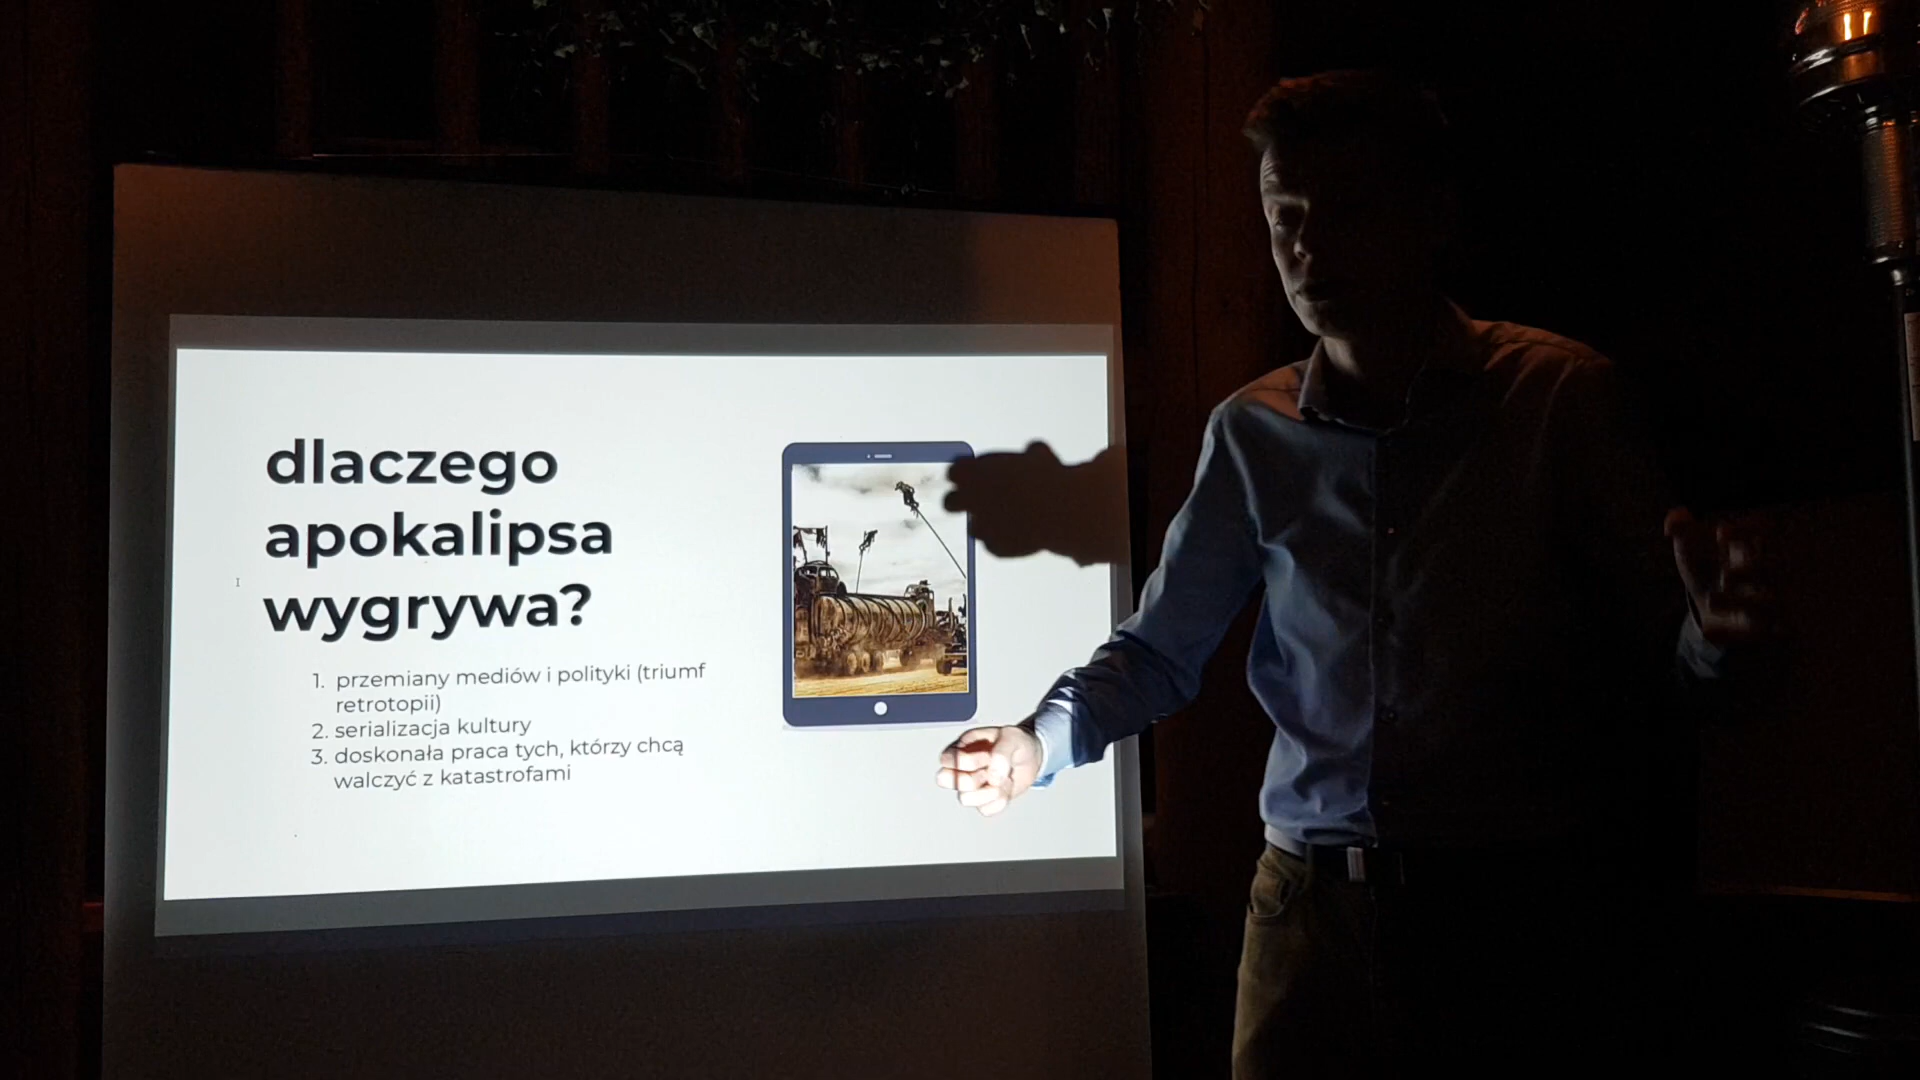 dlaczego
apokalipsa
wygrywa?
1. przemiany mediów i polityki (triumf
retrotopii)
2. serializacja kultury
3. doskonała praca tych, którzy chcą
walczyć z katastrofami